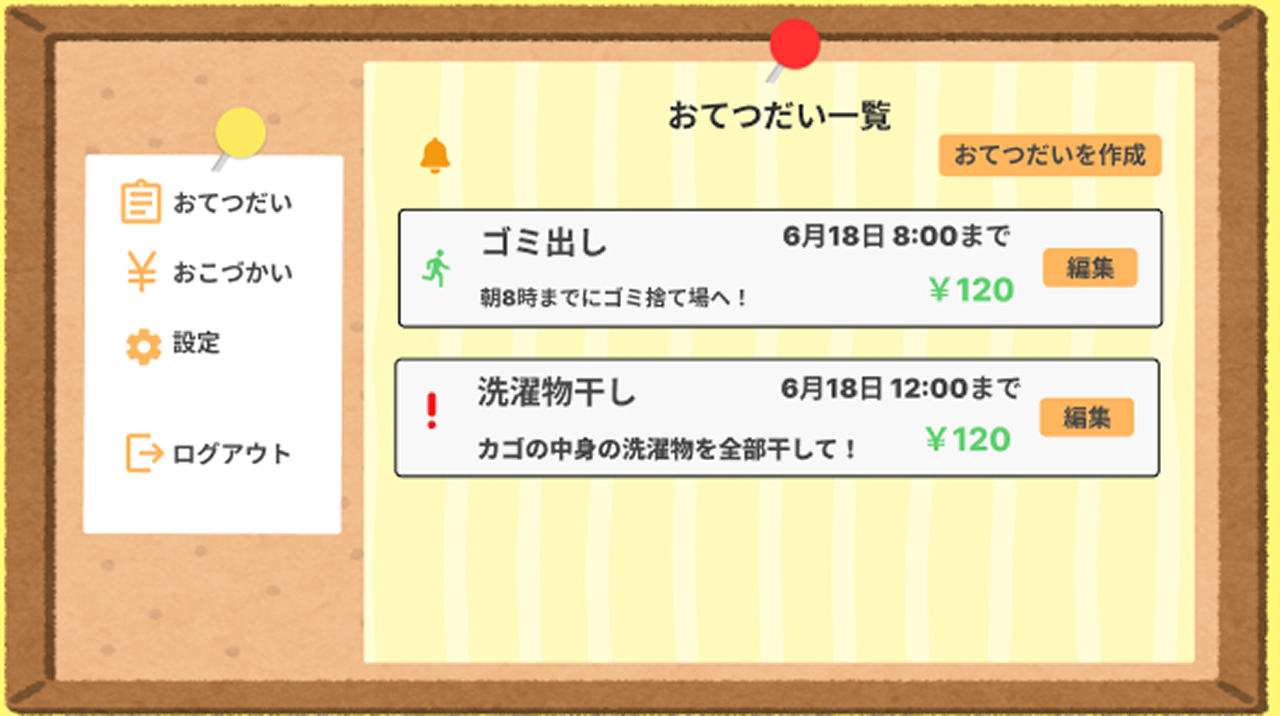 おてつだい
おこづかい
設定
ログアウト
おてつだい一覧
おてつだいを作成
ゴミ出し
6月18日 8:00まで
朝8時までにゴミ捨て場へ！
￥120
編集
洗濯物干し
6月18日 12:00まで
カゴの中身の洗濯物を全部干して！
￥120
編集